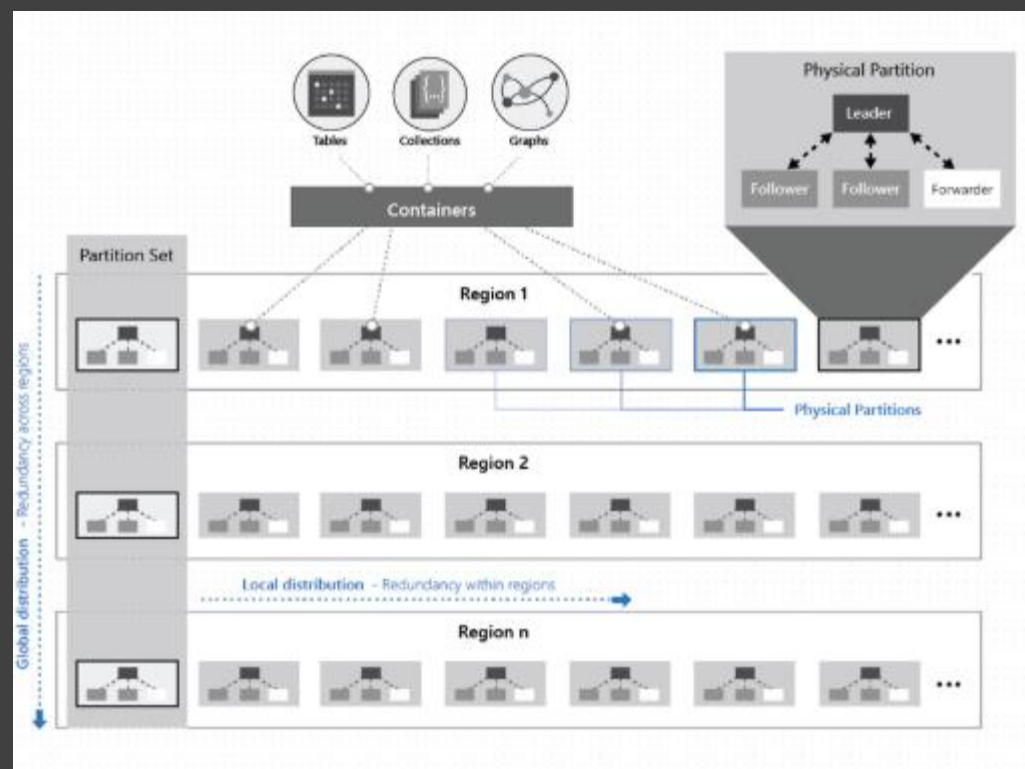 Tables
Collections
Graphs
Containers
Physical Partition
Leader
Follower
Follower
Forwarder
Partition Set
Region 1
...
Physical Partitions
Region 2
...
Local distribution - Redundancy within regions
Region n
...
Global distribution - Redundancy across regions